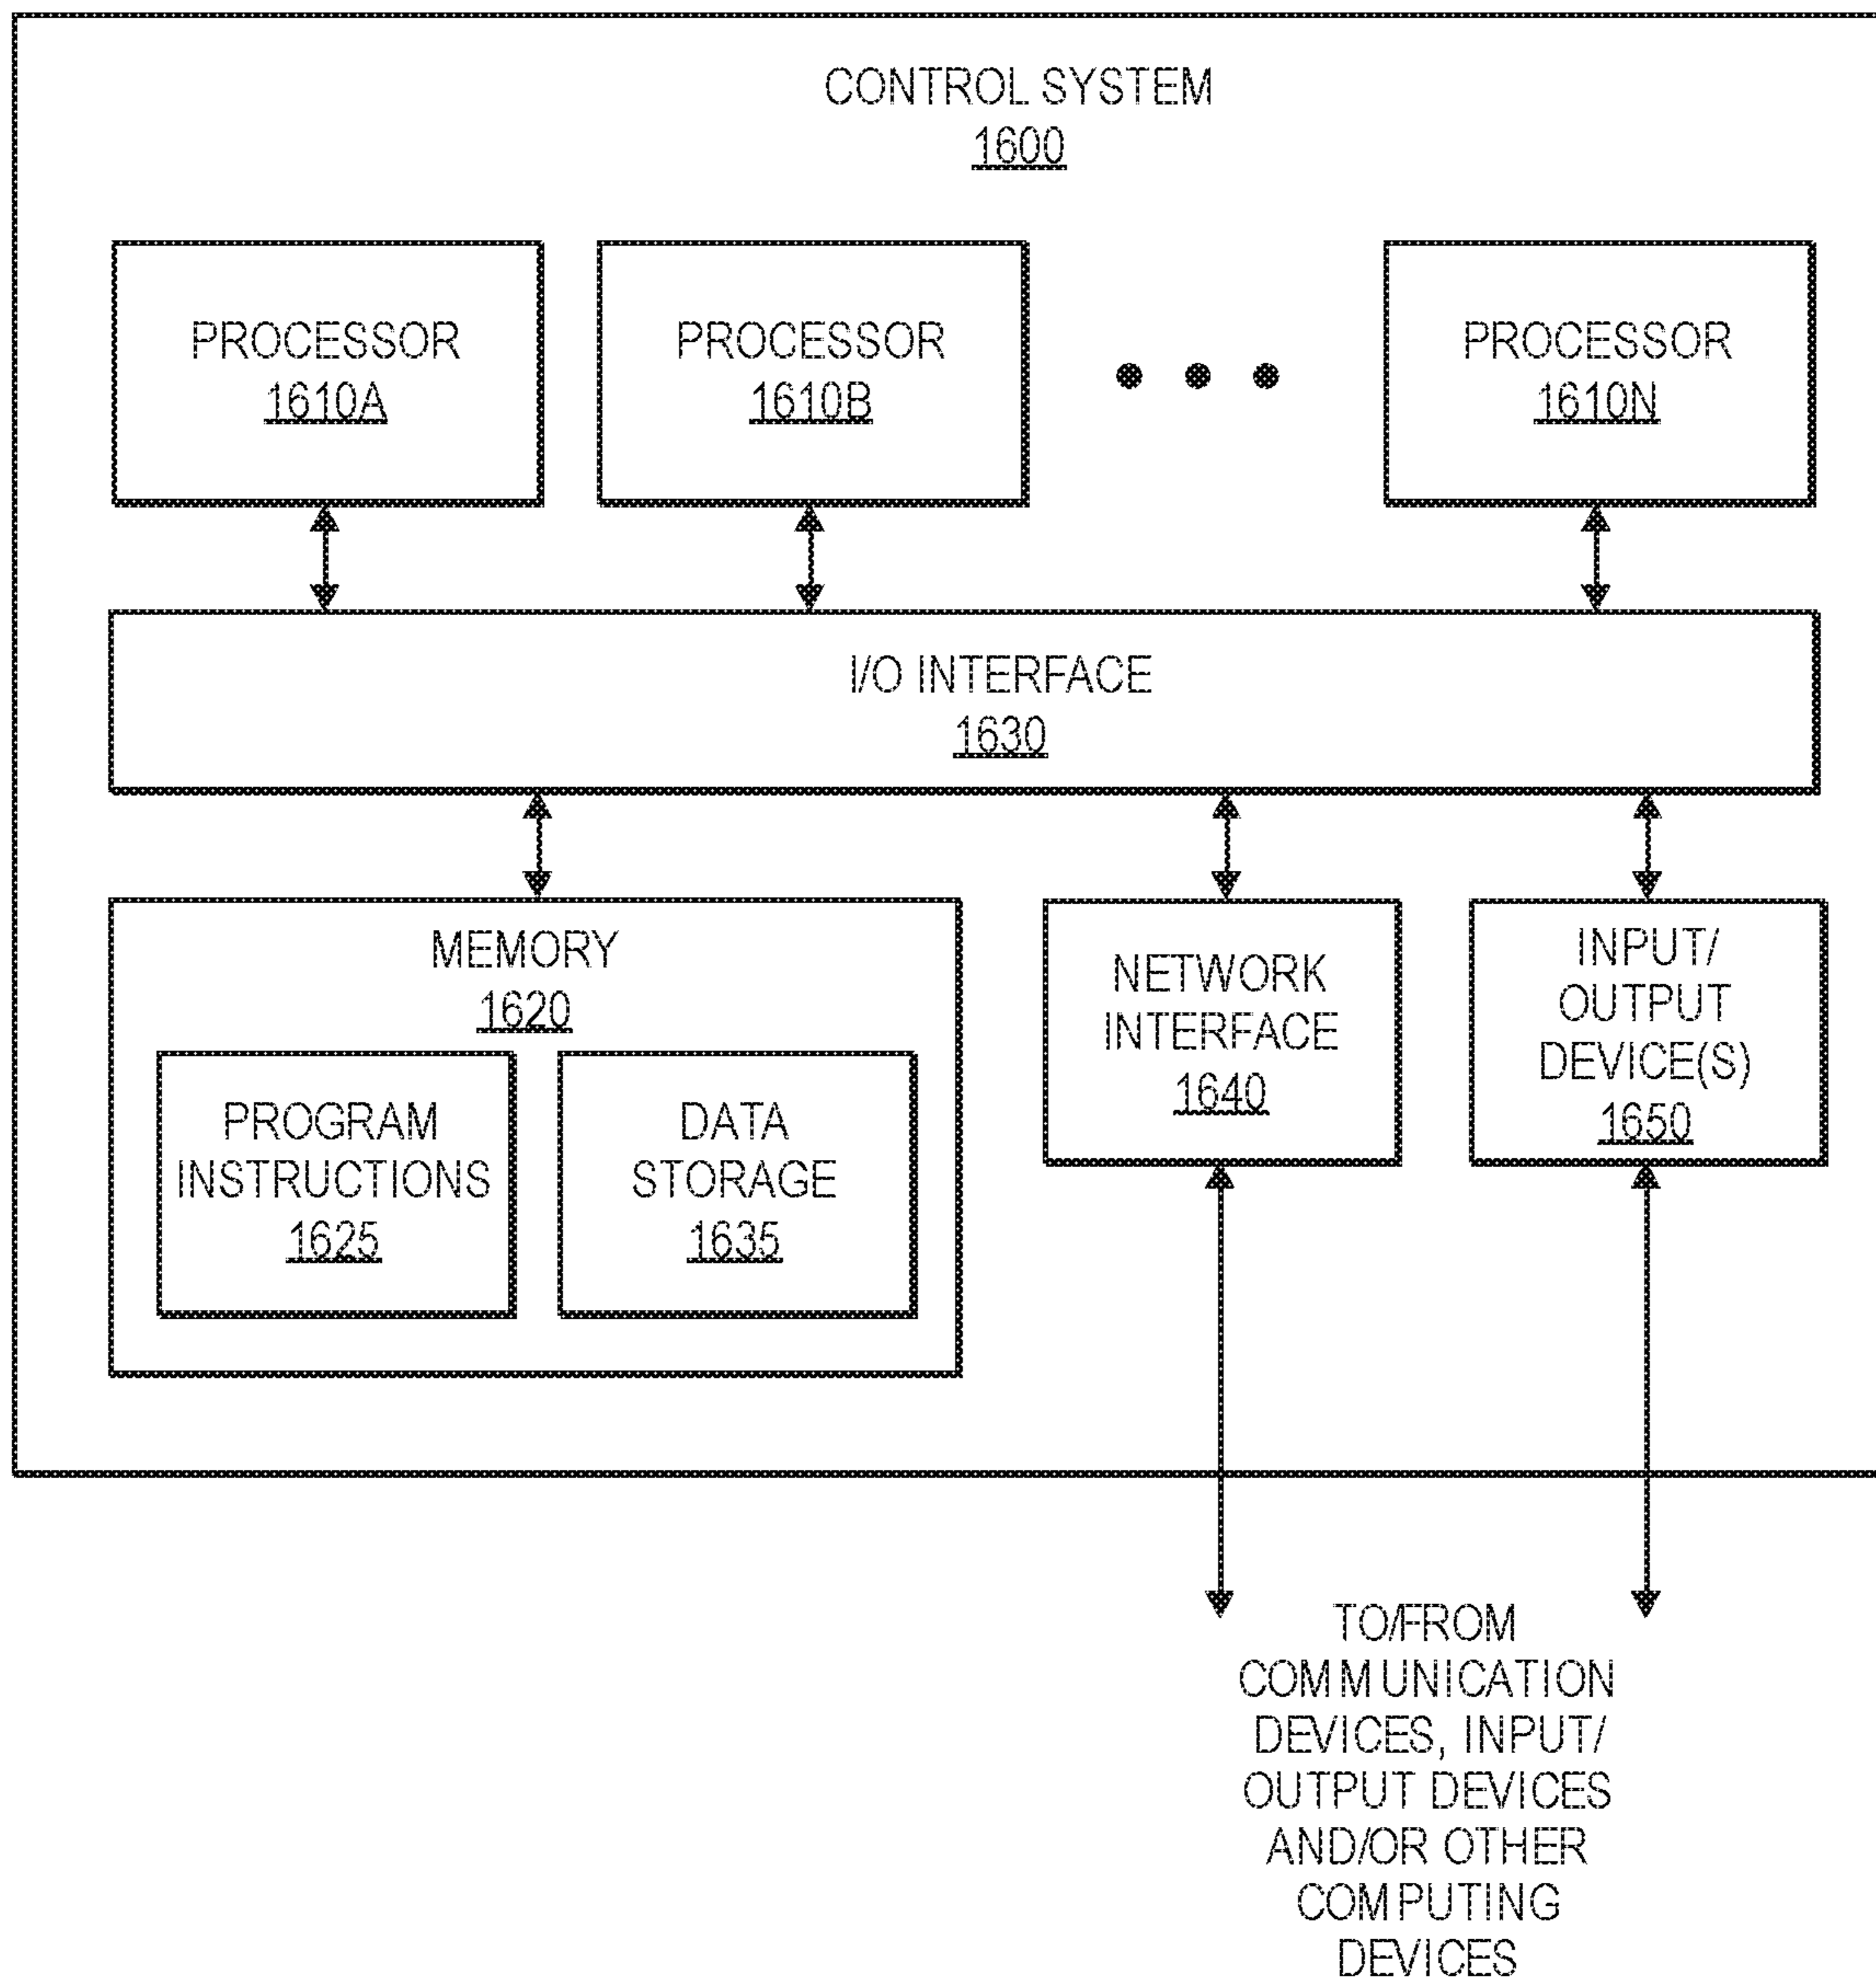 CONTROL SYSTEM
1600
PROCESSOR
1610A
PROCESSOR
1610B
PROCESSOR
1610N
I/O INTERFACE
1630
MEMORY
1620
PROGRAM
INSTRUCTIONS
1625
DATA
STORAGE
1635
NETWORK
INTERFACE
1640
INPUT/
OUTPUT
DEVICE(S)
1650
TO/FROM
COMMUNICATION
DEVICES, INPUT/
OUTPUT DEVICES
AND/OR OTHER
COMPUTING
DEVICES